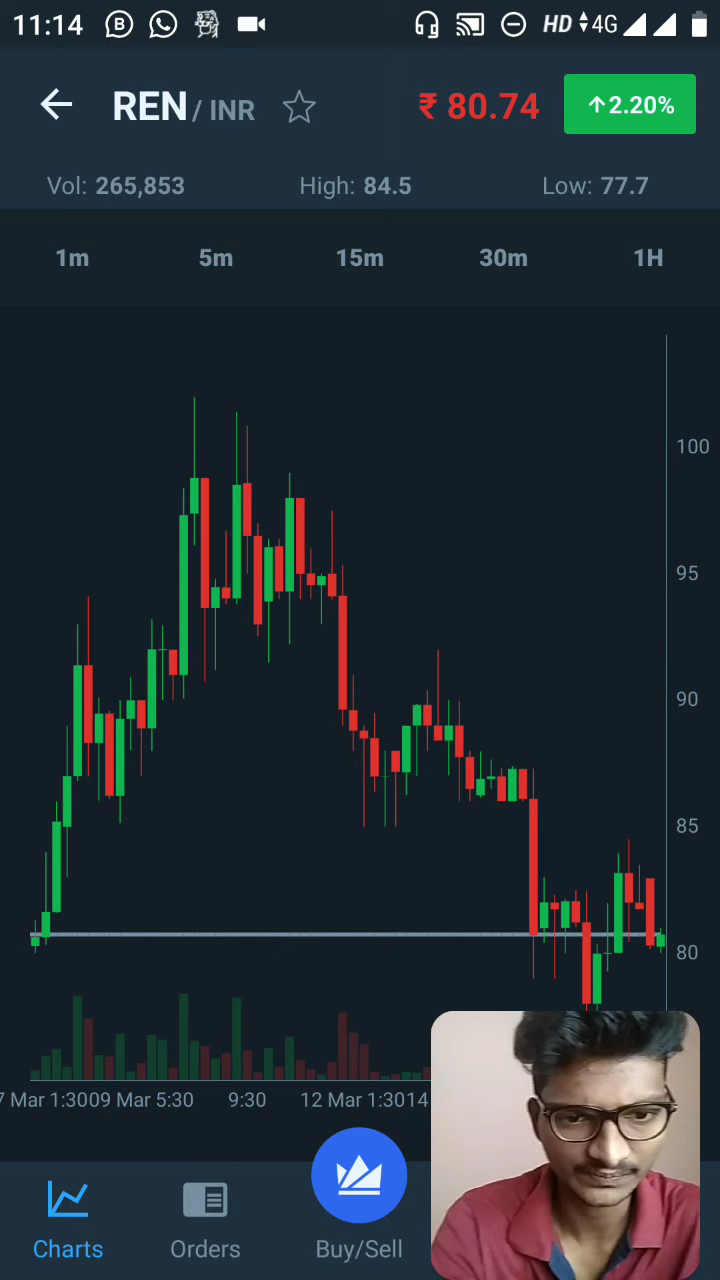 11:14 B HD 4G
REN / INR ₹ 80.74 ↑2.20%
Vol: 265,853 High: 84.5 Low: 77.7
1m 5m 15m 30m 1H
100
95
90
85
80
7 Mar 1:3009 Mar 5:30 9:30 12 Mar 1:3014
Charts Orders Buy/Sell